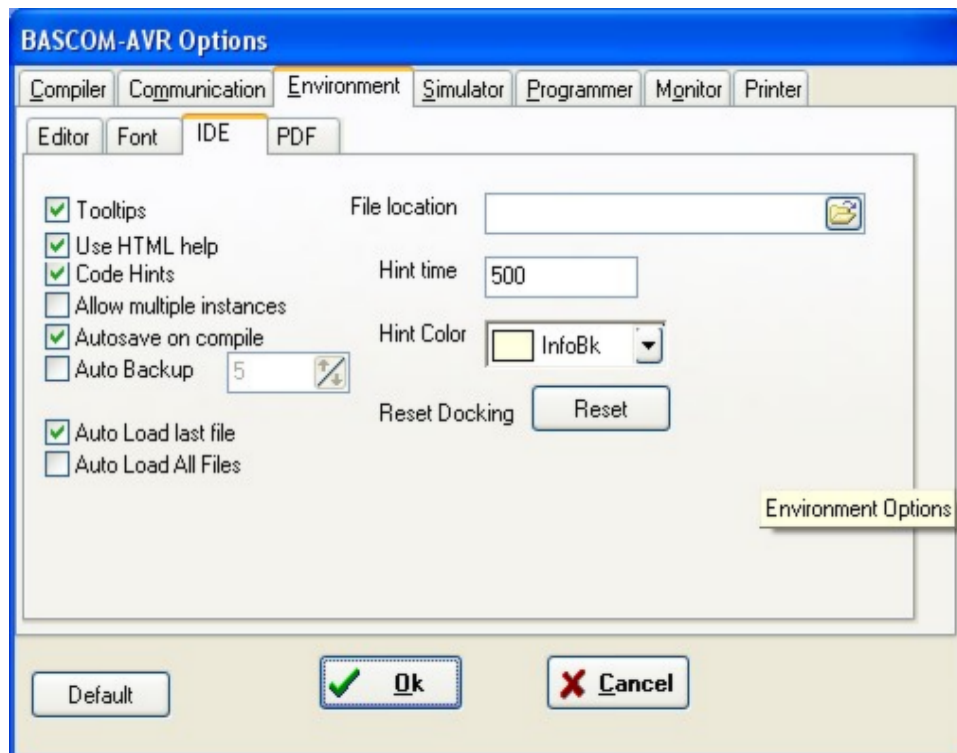 BASCOM-AVR Options
Compiler Communication Environment Simulator Programmer Monitor Printer
Editor Font IDE PDF
Tooltips
Use HTML help
Code Hints
Allow multiple instances
Autosave on compile
Auto Backup 5
Auto Load last file
Auto Load All Files
File location
Hint time 500
Hint Color InfoBk
Reset Docking Reset
Environment Options
Default Ok Cancel